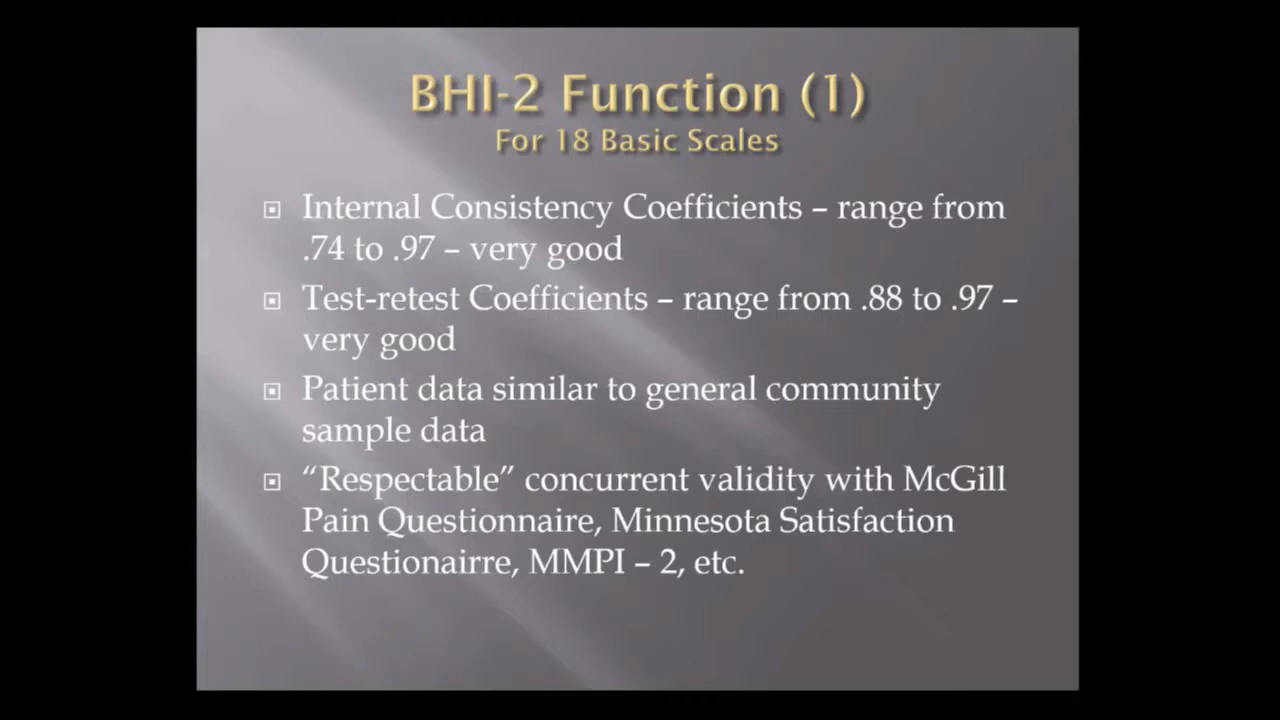 BHI-2 Function (1)
For 18 Basic Scales
Internal Consistency Coefficients – range from
.74 to .97 – very good
Test-retest Coefficients – range from .88 to .97 –
very good
Patient data similar to general community
sample data
“Respectable” concurrent validity with McGill
Pain Questionnaire, Minnesota Satisfaction
Questionairre, MMPI – 2, etc.